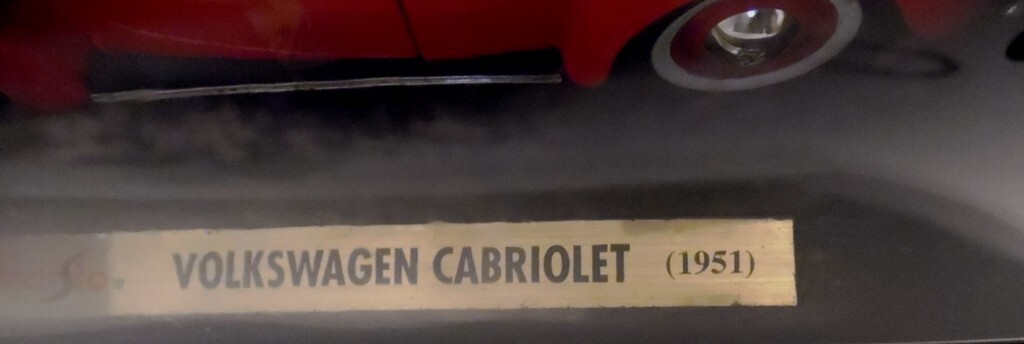 VOLKSWAGEN CABRIOLET (1951)